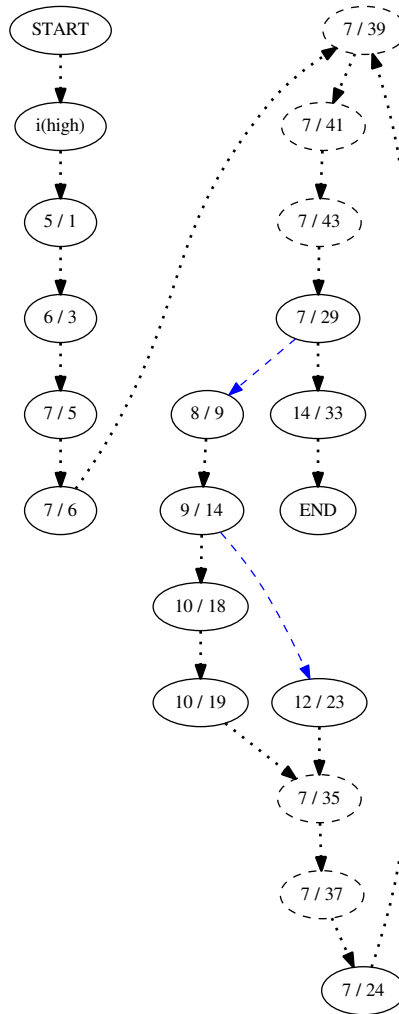 START
i(high)
5 / 1
6 / 3
7 / 5
7 / 6
7 / 39
7 / 41
7 / 43
7 / 29
8 / 9
14 / 33
9 / 14
END
10 / 18
10 / 19
12 / 23
7 / 35
7 / 37
7 / 24